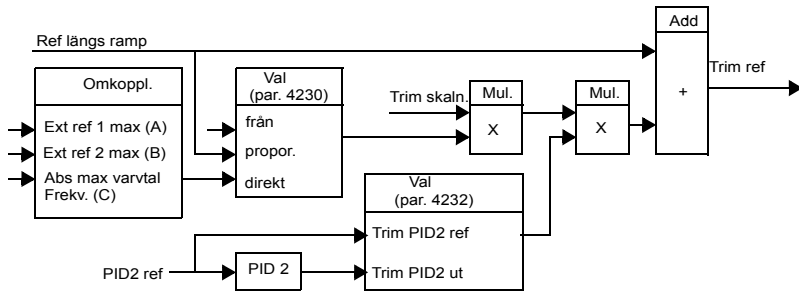 Add
Ref längs ramp
Trim ref
Omkoppl.
Val
(par. 4230)
Trim skaln.
Mul.
Mul.
+
Ext ref 1 max (A)
från
X
X
Ext ref 2 max (B)
propor.
Abs max varvtal
Frekv. (C)
direkt
Val
(par. 4232)
Trim PID2 ref
PID2 ref
PID 2
Trim PID2 ut